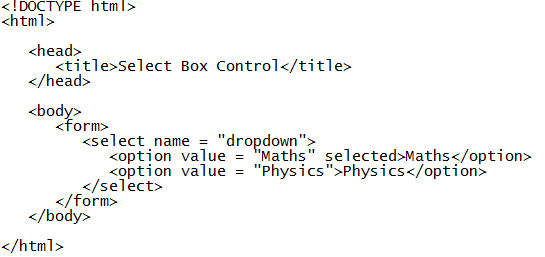 <!DOCTYPE html>
<html>
<head>
<title>Select Box Control</title>
</head>
<body>
<form>
<select name = "dropdown">
<option value = "Maths" selected>Maths</option>
<option value = "Physics">Physics</option>
</select>
</form>
</body>
</html>